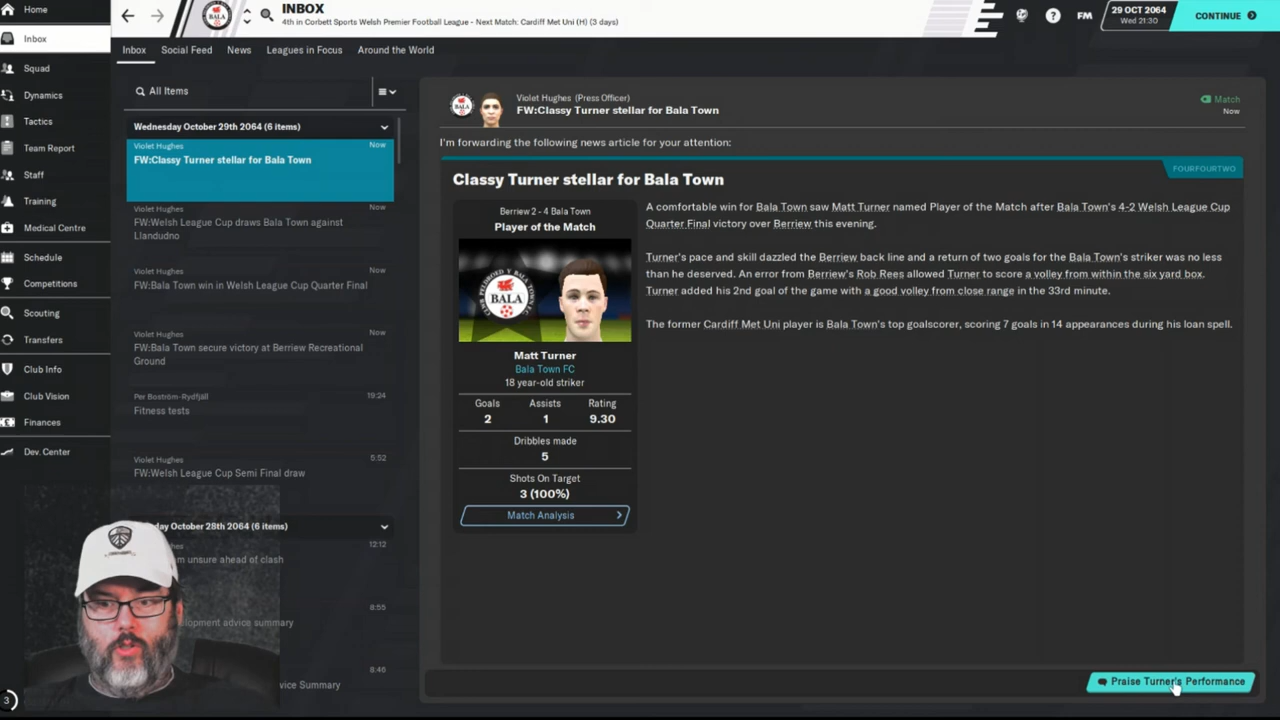 Home
Inbox
Squad
Dynamics
Tactics
Team Report
Staff
Training
Medical Centre
Schedule
Competitions
Scouting
Transfers
Club Info
Club Vision
Finances
Dev. Center
3
BALA
INBOX
4th in Corbett Sports Welsh Premier Football League - Next Match: Cardiff Met Uni (H) (3 days)
FM
29 OCT 2064
Wed 21:30
CONTINUE
Inbox
Social Feed
News
Leagues in Focus
Around the World
All Items
Wednesday October 29th 2064 (6 items)
Violet Hughes
Now
FW:Classy Turner stellar for Bala Town
Violet Hughes
Now
FW:Welsh League Cup draws Bala Town against
Llandudno
Violet Hughes
Now
FW:Bala Town win in Welsh League Cup Quarter Final
Violet Hughes
Now
FW:Bala Town secure victory at Berriew Recreational
Ground
Per Boström-Rydfjäll
19:24
Fitness tests
Violet Hughes
5:52
FW:Welsh League Cup Semi Final draw
day October 28th 2064 (6 items)
hes
12:12
m unsure ahead of clash
8:55
elopment advice summary
8:46
vice Summary
Violet Hughes (Press Officer)
FW:Classy Turner stellar for Bala Town
Match
Now
I'm forwarding the following news article for your attention:
FOURFOURTWO
Classy Turner stellar for Bala Town
Berriew 2 - 4 Bala Town
Player of the Match
BALA
Matt Turner
Bala Town FC
18 year-old striker
Goals
Assists
Rating
2
1
9.30
Dribbles made
5
Shots On Target
3 (100%)
Match Analysis
A comfortable win for Bala Town saw Matt Turner named Player of the Match after Bala Town's 4-2 Welsh League Cup
Quarter Final victory over Berriew this evening.
Turner's pace and skill dazzled the Berriew back line and a return of two goals for the Bala Town's striker was no less
than he deserved. An error from Berriew's Rob Rees allowed Turner to score a volley from within the six yard box.
Turner added his 2nd goal of the game with a good volley from close range in the 33rd minute.
The former Cardiff Met Uni player is Bala Town's top goalscorer, scoring 7 goals in 14 appearances during his loan spell.
Praise Turner's Performance